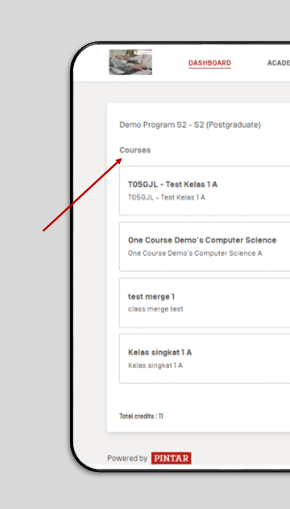 DASHBOARD
Demo Program S2 - S2 (Postgraduate)
Courses
T05GJL - Test Kelas 1 A
T05GJL - Test Kelas 1 A
One Course Demo's Computer Science
One Course Demo's Computer Science A
test merge 1
class merge test
Kelas singkat 1 A
Kelas singkat 1 A
Total credits : 11
Powered by PINTAR